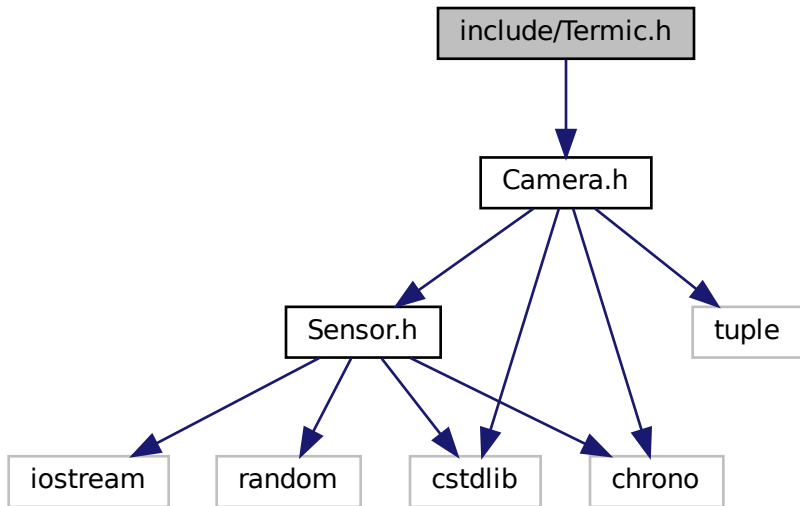 include/Termic.h
Camera.h
Sensor.h
tuple
iostream
random
cstdlib
chrono